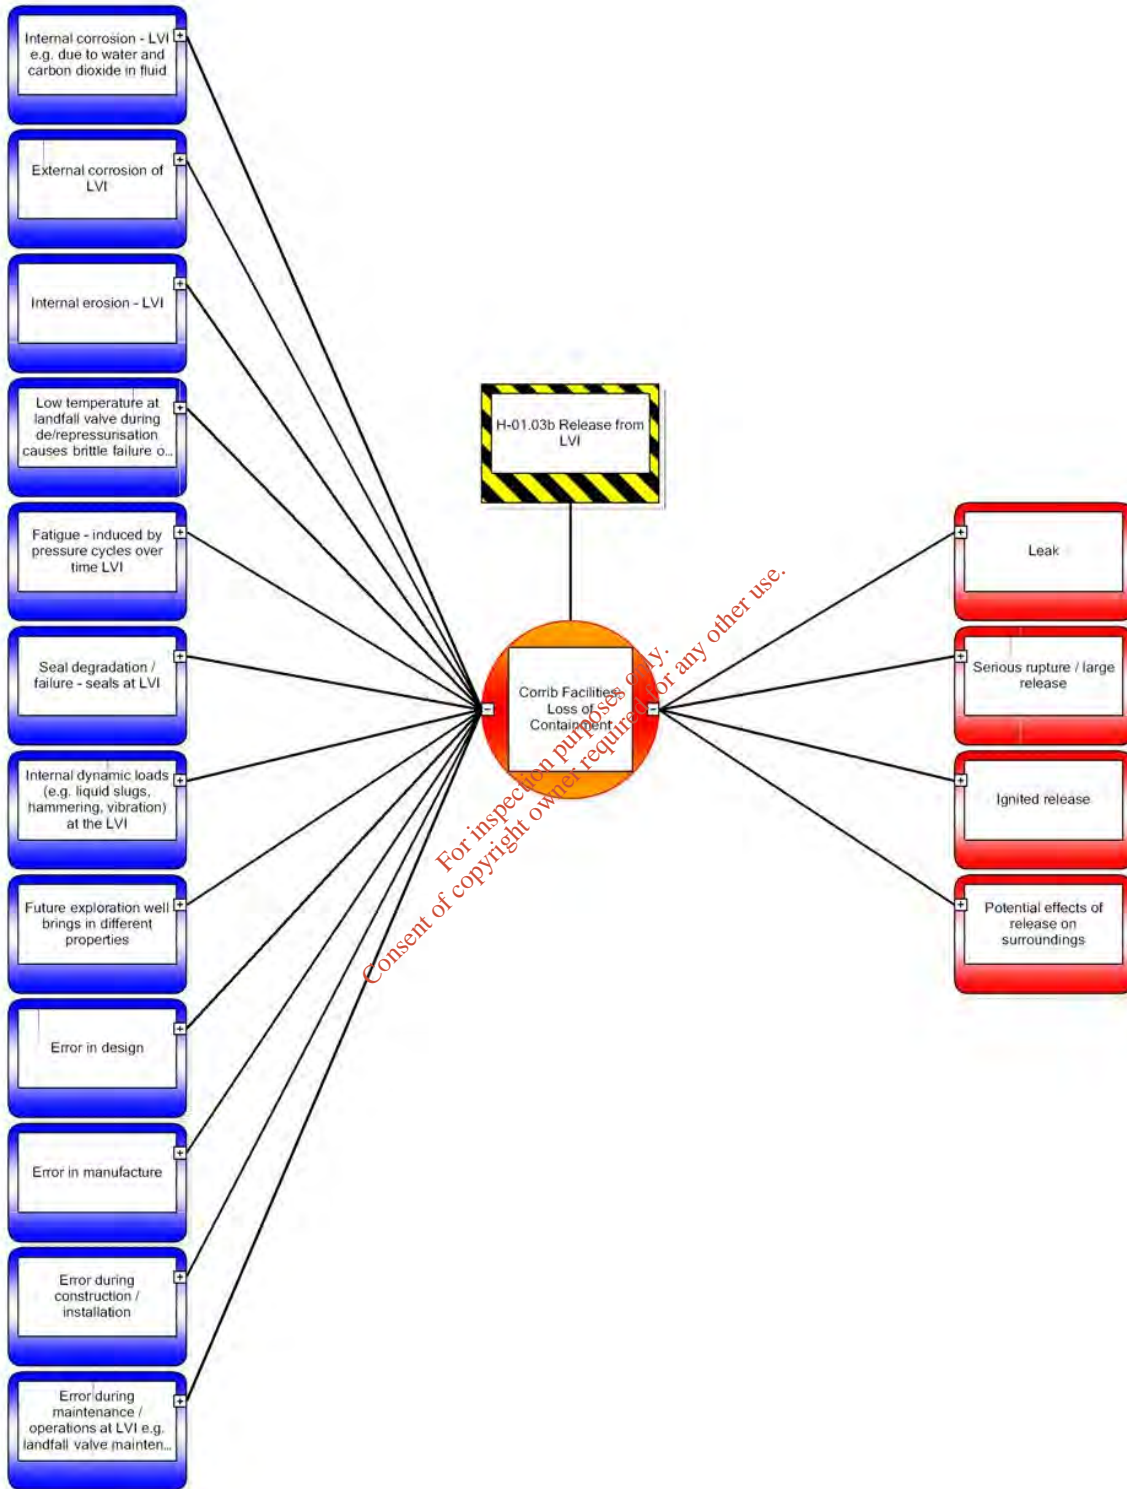 Internal corrosion - LVI
e.g. due to water and
carbon dioxide in fluid
External corrosion of
LVI
Internal erosion - LVI
Low temperature at
landfall valve during
de/repressurisation
causes brittle failure o...
Fatigue - induced by
pressure cycles over
time LVI
Seal degradation /
failure - seals at LVI
Internal dynamic loads
(e.g. liquid slugs,
hammering, vibration)
at the LVI
Future exploration well
brings in different
properties
Error in design
Error in manufacture
Error during
construction /
installation
Error during
maintenance /
operations at LVI e.g.
landfall valve mainten...
H-01.03b Release from
LVI
Corrib Facilities
Loss of
Containment
For inspection purposes only.
Consent of copyright owner required for any other use.
Leak
Serious rupture / large
release
Ignited release
Potential effects of
release on
surroundings